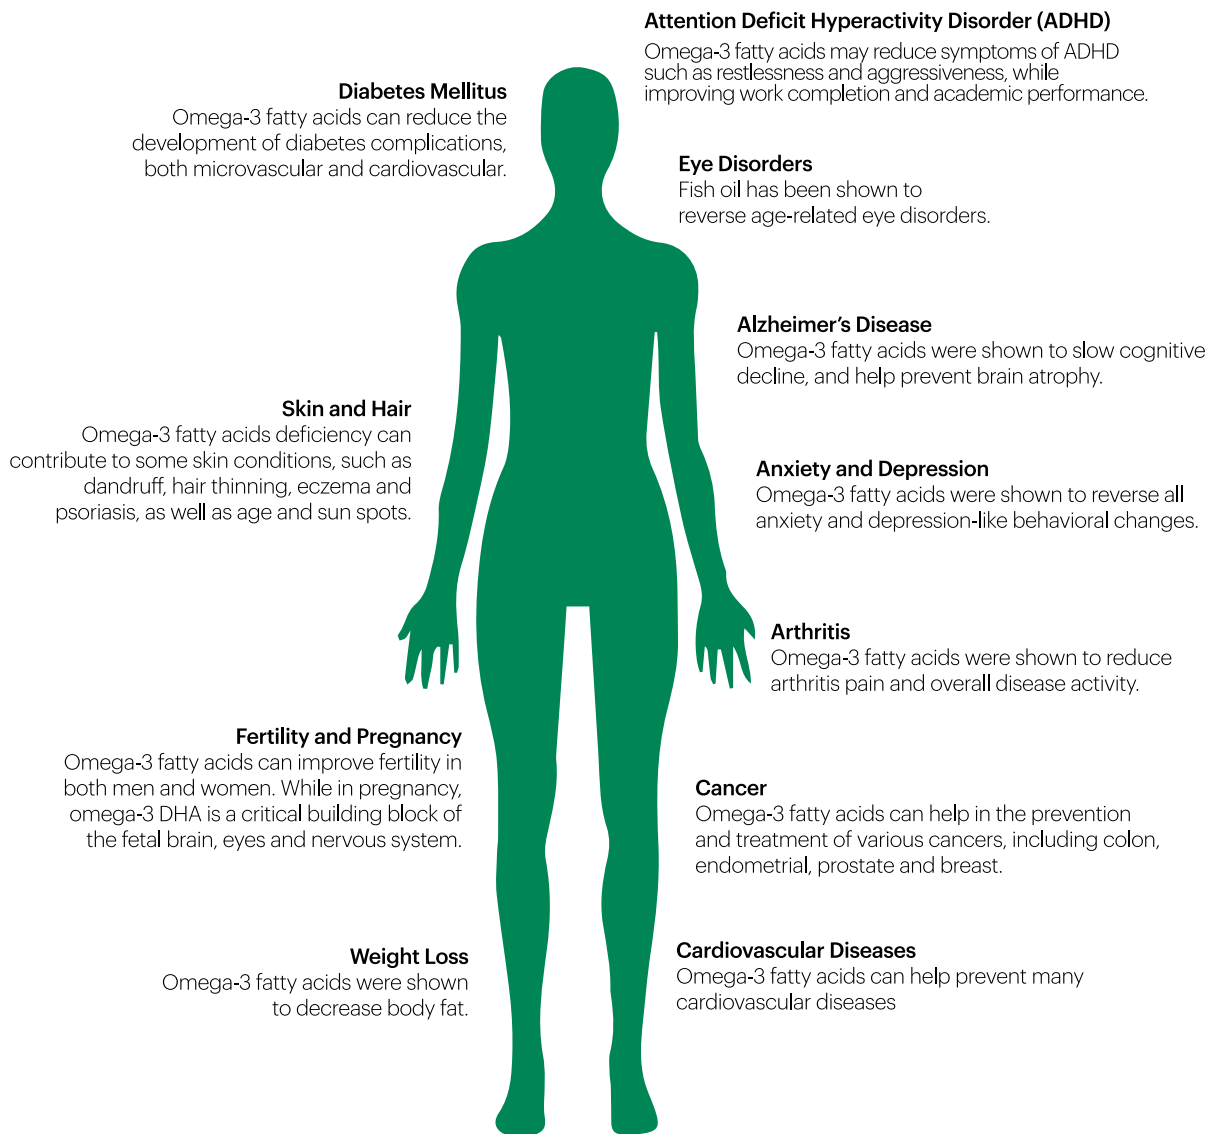 Attention Deficit Hyperactivity Disorder (ADHD)
Omega-3 fatty acids may reduce symptoms of ADHD
such as restlessness and aggressiveness, while
improving work completion and academic performance.
Diabetes Mellitus
Omega-3 fatty acids can reduce the
development of diabetes complications,
both microvascular and cardiovascular.
Eye Disorders
Fish oil has been shown to
reverse age-related eye disorders.
Alzheimer's Disease
Omega-3 fatty acids were shown to slow cognitive
decline, and help prevent brain atrophy.
Skin and Hair
Omega-3 fatty acids deficiency can
contribute to some skin conditions, such as
dandruff, hair thinning, eczema and
psoriasis, as well as age and sun spots.
Anxiety and Depression
Omega-3 fatty acids were shown to reverse all
anxiety and depression-like behavioral changes.
Arthritis
Omega-3 fatty acids were shown to reduce
arthritis pain and overall disease activity.
Fertility and Pregnancy
Omega-3 fatty acids can improve fertility in
both men and women. While in pregnancy,
omega-3 DHA is a critical building block of
the fetal brain, eyes and nervous system.
Cancer
Omega-3 fatty acids can help in the prevention
and treatment of various cancers, including colon,
endometrial, prostate and breast.
Weight Loss
Omega-3 fatty acids were shown
to decrease body fat.
Cardiovascular Diseases
Omega-3 fatty acids can help prevent many
cardiovascular diseases